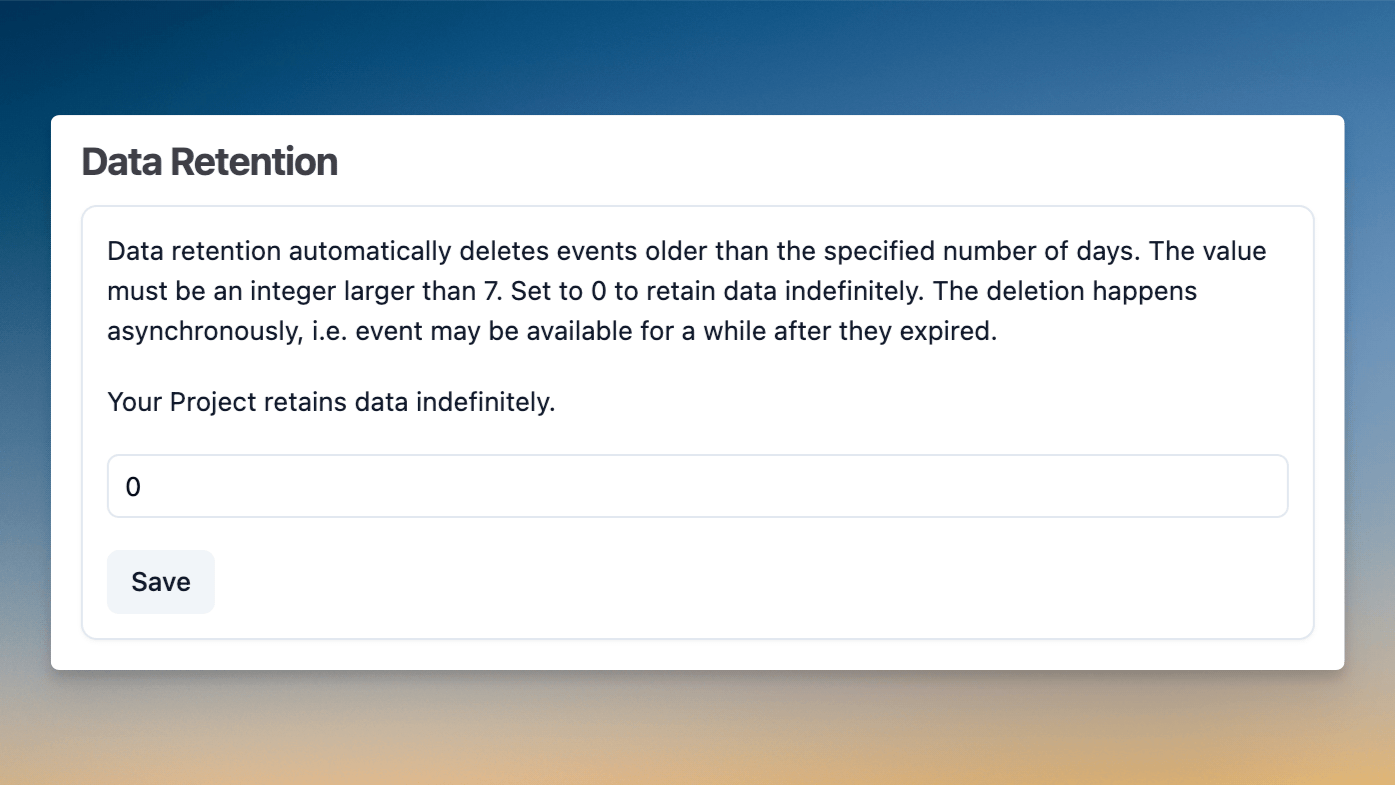 Data Retention
Data retention automatically deletes events older than the specified number of days. The value
must be an integer larger than 7. Set to 0 to retain data indefinitely. The deletion happens
asynchronously, i.e. event may be available for a while after they expired.
Your Project retains data indefinitely.
0
Save